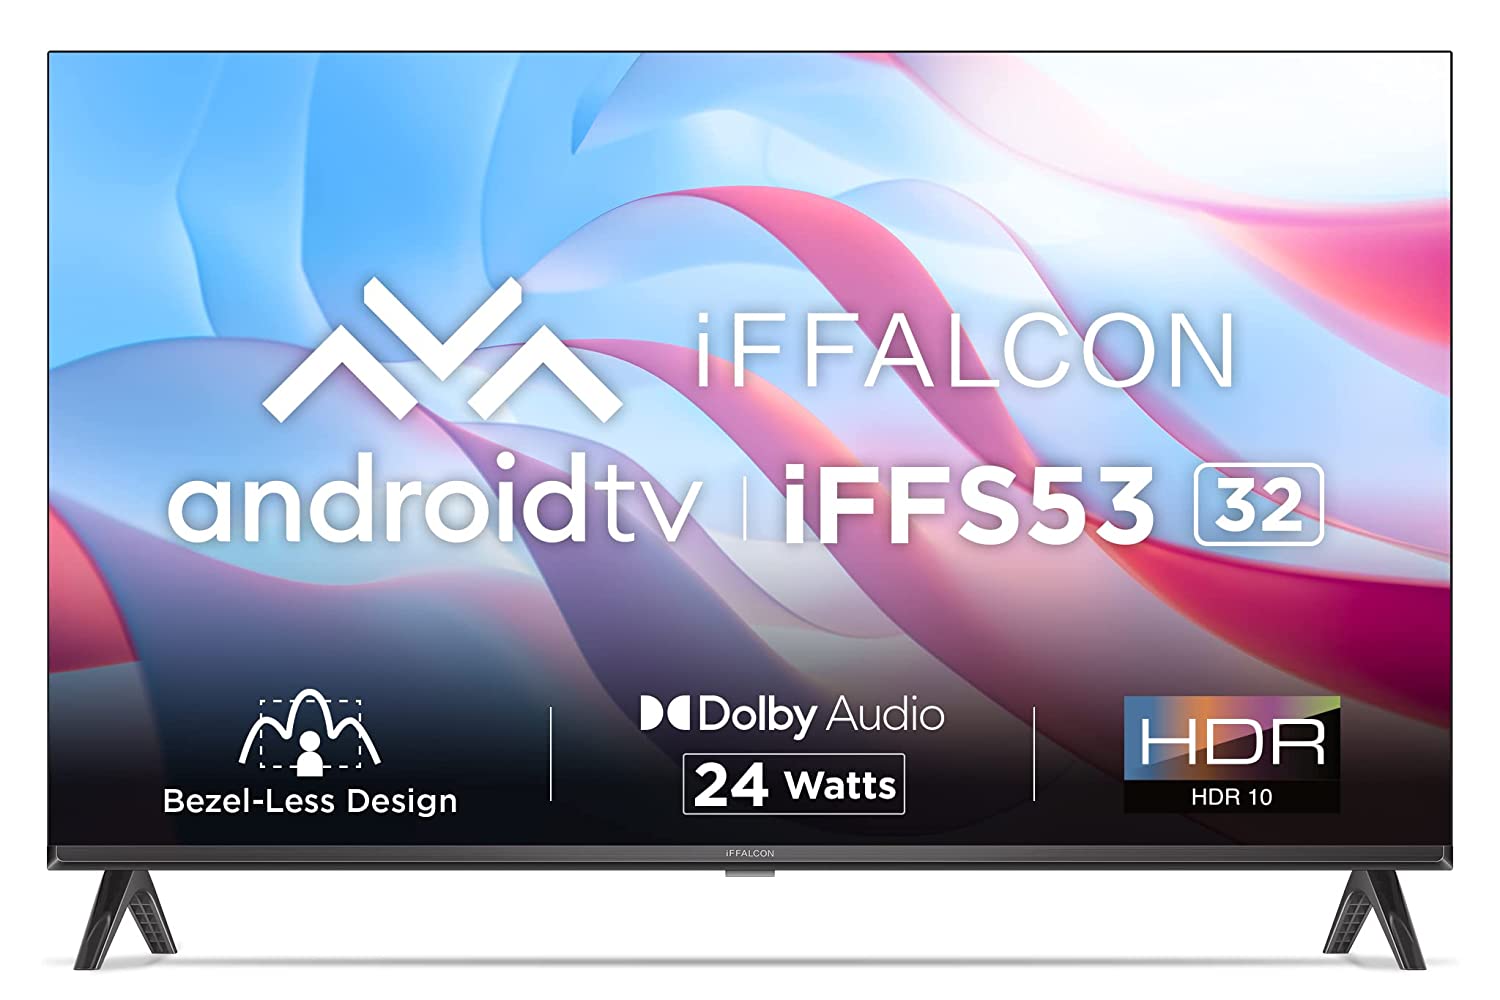 iFFALCON
androidtv | iFFS53 32
Bezel-Less Design
Dolby Audio
24 Watts
HDR
HDR 10
iFFALCON